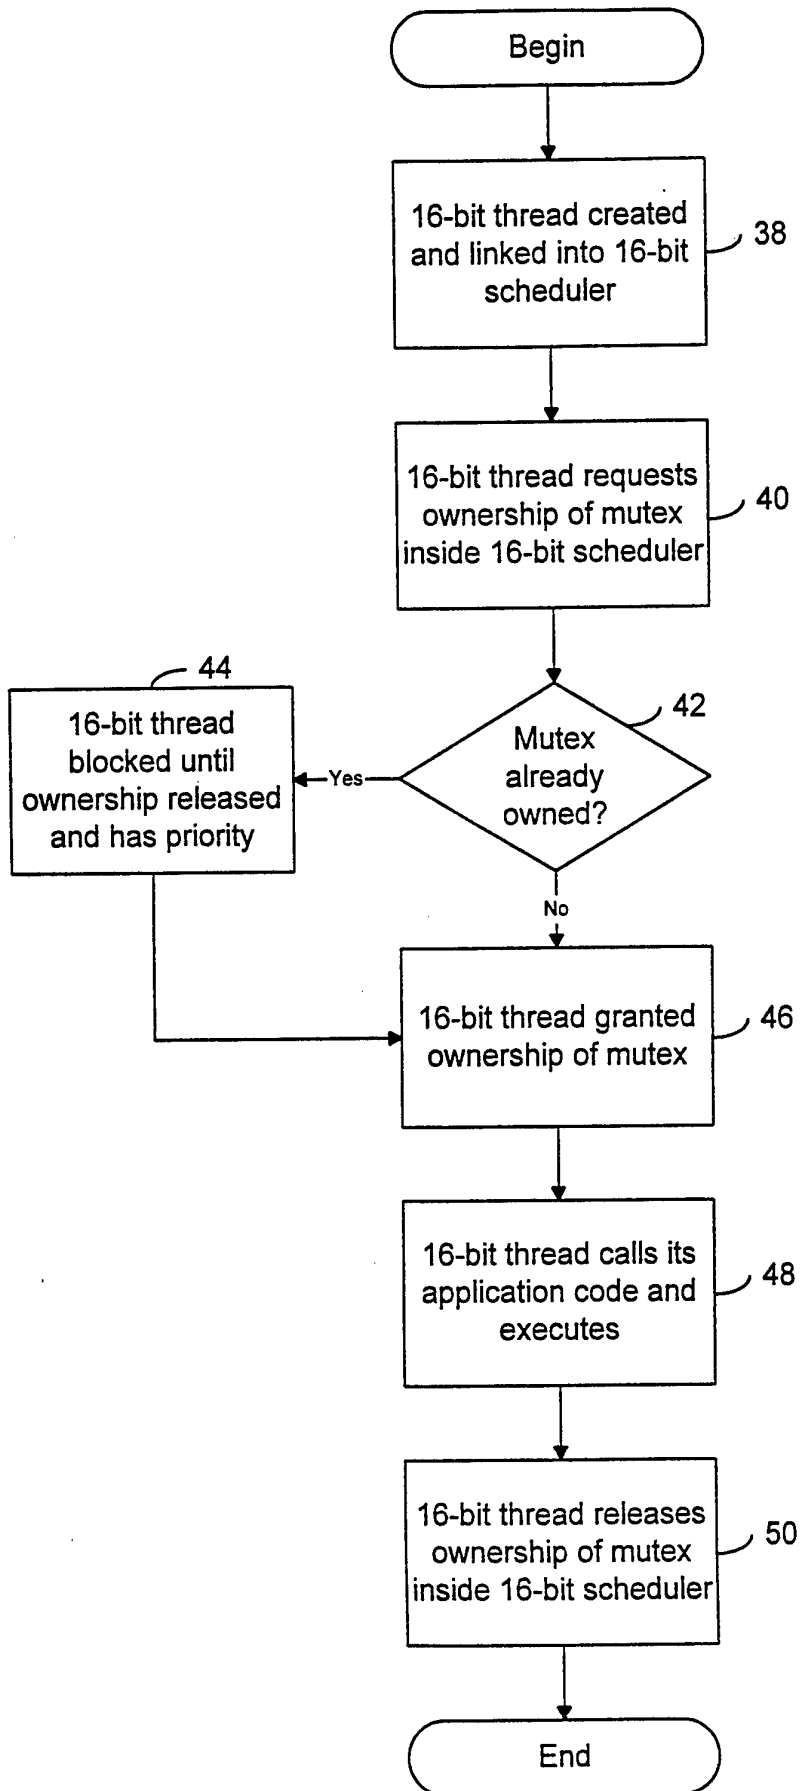 Begin
16-bit thread created
and linked into 16-bit
scheduler
38
16-bit thread requests
ownership of mutex
inside 16-bit scheduler
40
44
16-bit thread
blocked until
ownership released
and has priority
Yes
42
Mutex
already
owned?
No
16-bit thread granted
ownership of mutex
46
16-bit thread calls its
application code and
executes
48
16-bit thread releases
ownership of mutex
inside 16-bit scheduler
50
End